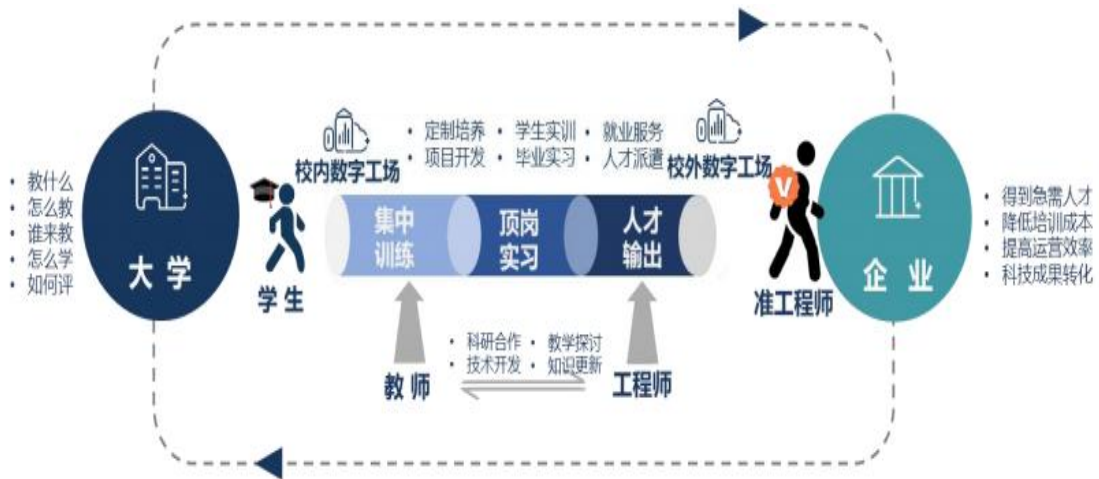 • 教什么
• 怎么教
• 谁来教
• 怎么学
• 如何评
大学
学生
校内数字工场
• 定制培养 • 学生实训 • 就业服务
• 项目开发 • 毕业实习 • 人才派遣
校外数字工场
集中
训练
顶岗
实习
人才
输出
V
准工程师
企业
• 得到急需人才
• 降低培训成本
• 提高运营效率
• 科技成果转化
• 科研合作 • 教学探讨
• 技术开发 • 知识更新
教师
工程师